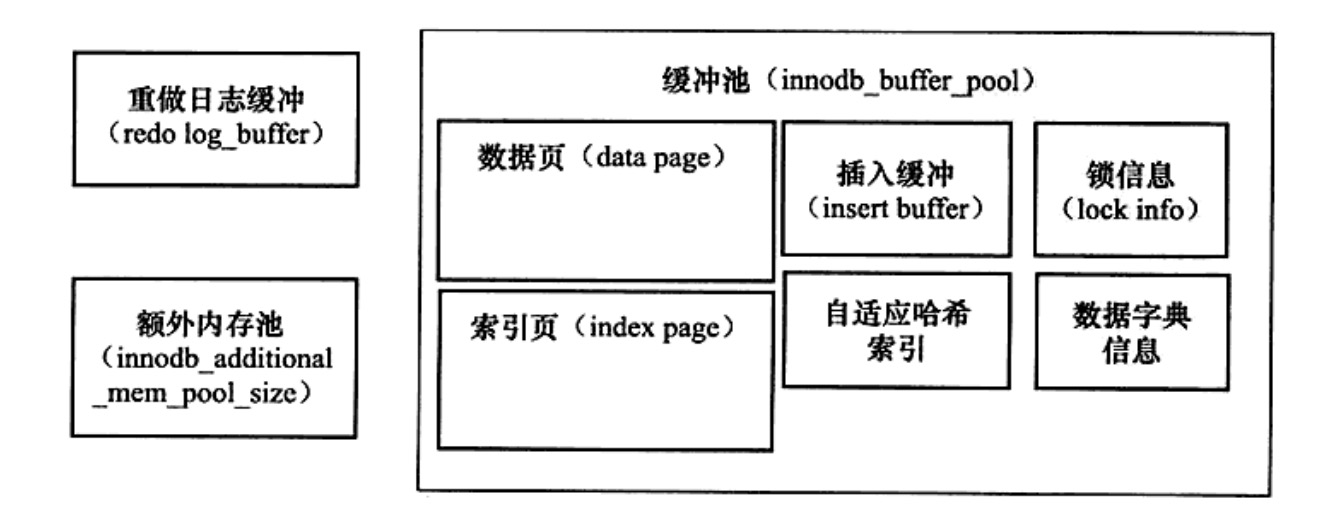 重做日志缓冲
（redo log_buffer）
额外内存池
（innodb_additional
_mem_pool_size）
缓冲池（innodb_buffer_pool）
数据页（data page）
索引页（index page）
插入缓冲
（insert buffer）
自适应哈希
索引
锁信息
（lock info）
数据字典
信息